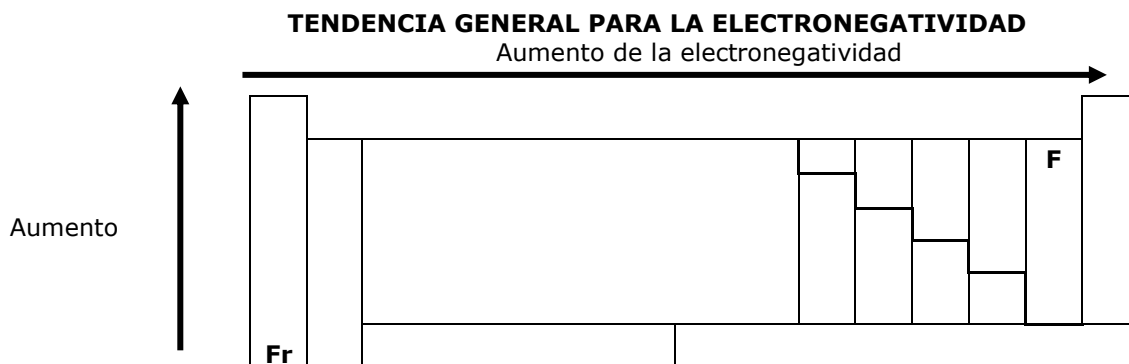 TENDENCIA GENERAL PARA LA ELECTRONEGATIVIDAD
Aumento de la electronegatividad
F
Aumento
Fr